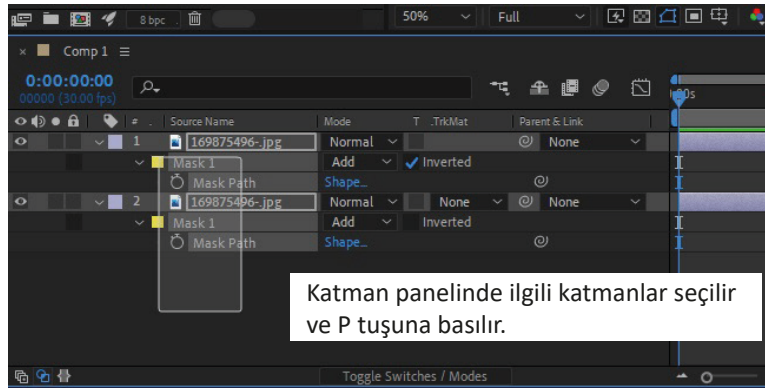 8 bpc
50% Full
× Comp 1 ≡
0:00:00:00
00000 (30.00 fps)
# . Source Name Mode T .TrkMat Parent & Link
1 169875496-.jpg Normal None
Mask 1 Add Inverted
Mask Path Shape...
2 169875496-.jpg Normal None None
Mask 1 Add Inverted
Mask Path Shape...
Katman panelinde ilgili katmanlar seçilir
ve P tuşuna basılır.
Toggle Switches / Modes